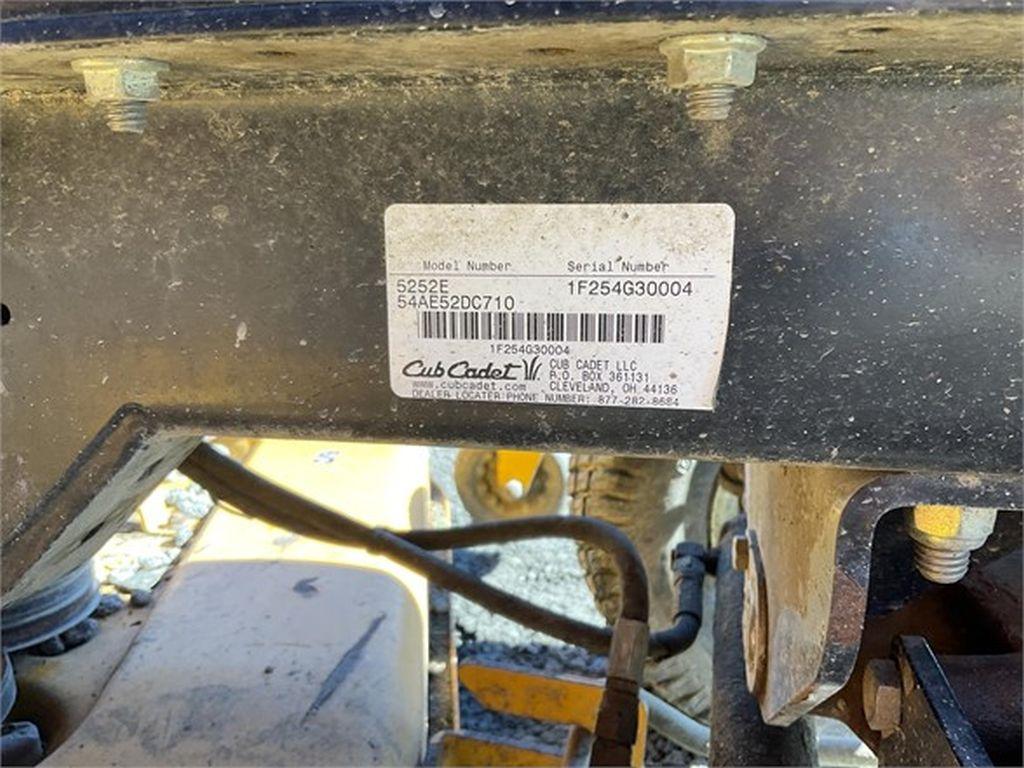 Model Number Serial Number
5252E 1F254G30004
54AE52DC710
1F254G30004
Cub Cadet CUB CADET LLC
P.O. BOX 361131
www.cubcadet.com CLEVELAND, OH 44136
DEALER LOCATER PHONE NUMBER: 877-282-8684